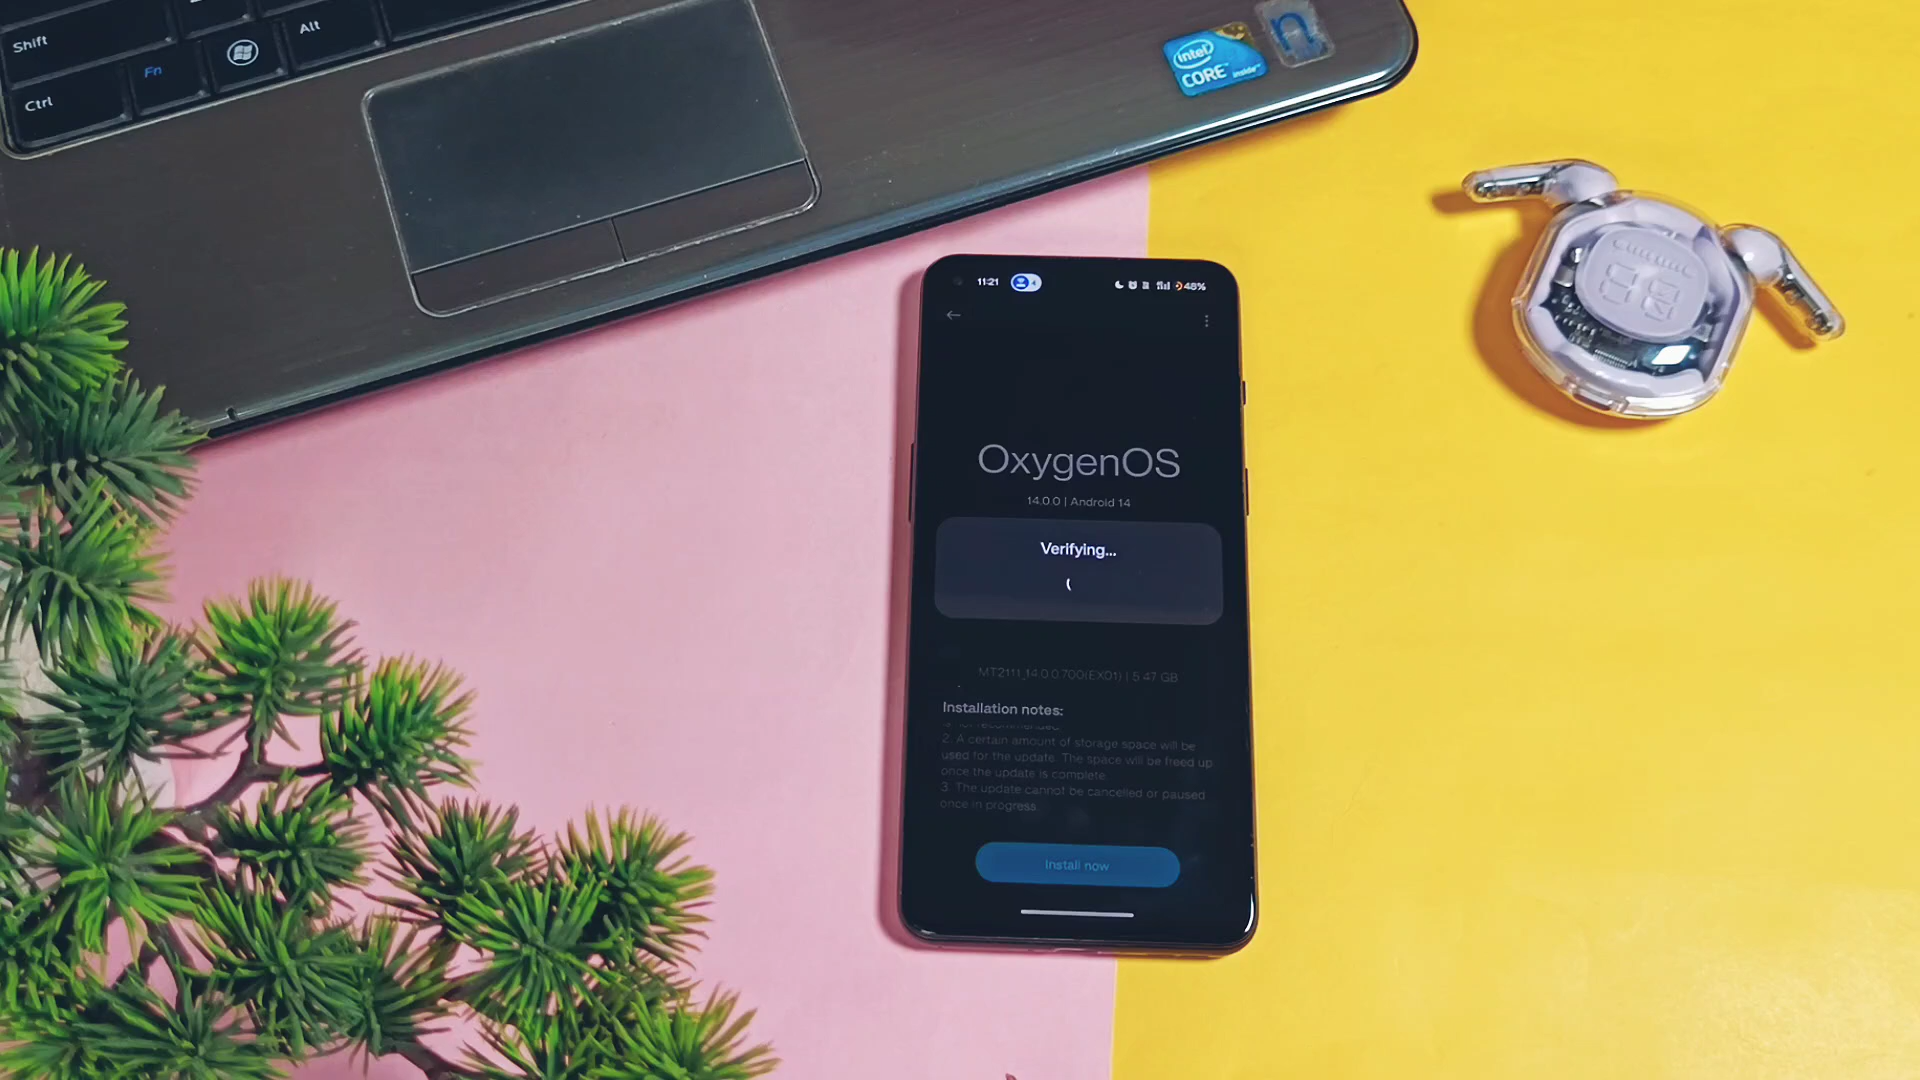 Shift
Alt
Fn
Ctrl
intel
CORE
inside™
n
11:21
48%
OxygenOS
14.0.0 | Android 14
Verifying...
MT2111_14.0.0.700(EX01) | 5.47 GB
Installation notes:
2. A certain amount of storage space will be
used for the update. The space will be freed up
once the update is complete.
3. The update cannot be cancelled or paused
once in progress.
Install now